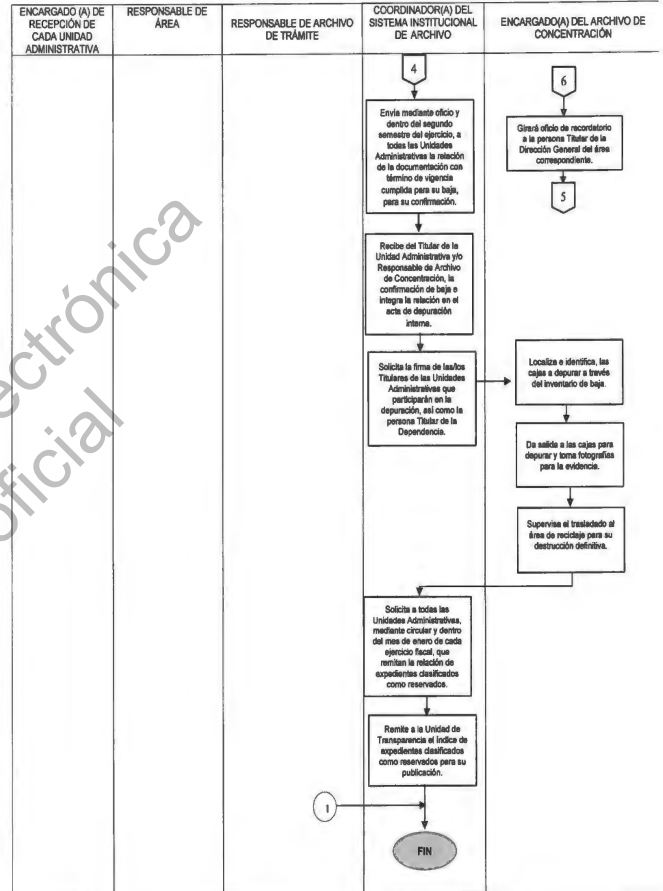 ENCARGADO (A) DE
RECEPCIÓN DE
CADA UNIDAD
ADMINISTRATIVA
RESPONSABLE DE
ÁREA
RESPONSABLE DE ARCHIVO
DE TRÁMITE
COORDINADOR(A) DEL
SISTEMA INSTITUCIONAL
DE ARCHIVO
ENCARGADO(A) DEL ARCHIVO DE
CONCENTRACIÓN
4
Envía mediante oficio y
dentro del segundo
semestre del ejercicio, a
todas las Unidades
Administrativas la relación
de la documentación con
término de vigencia
cumplida para su baja,
para su confirmación.
Recibe del Titular de la
Unidad Administrativa y/o
Responsable de Archivo
de Concentración, la
confirmación de baja e
integra la relación en el
acta de depuración
interna.
Solicita la firma de las/los
Titulares de las Unidades
Administrativas que
participarán en la
depuración, así como la
persona Titular de la
Dependencia.
6
Girará oficio de recordatorio
a la persona Titular de la
Dirección General del área
correspondiente.
5
Localiza e identifica, las
cajas a depurar a través
del inventario de baja.
Da salida a las cajas para
depurar y toma fotografías
para la evidencia.
Supervisa el trasladado al
área de reciclaje para su
destrucción definitiva.
Solicita a todas las
Unidades Administrativas,
mediante circular y dentro
del mes de enero de cada
ejercicio fiscal, que
remitan la relación de
expedientes clasificados
como reservados.
Remite a la Unidad de
Transparencia el índice de
expedientes clasificados
como reservados para su
publicación.
1
FIN
ectrónica
oficial